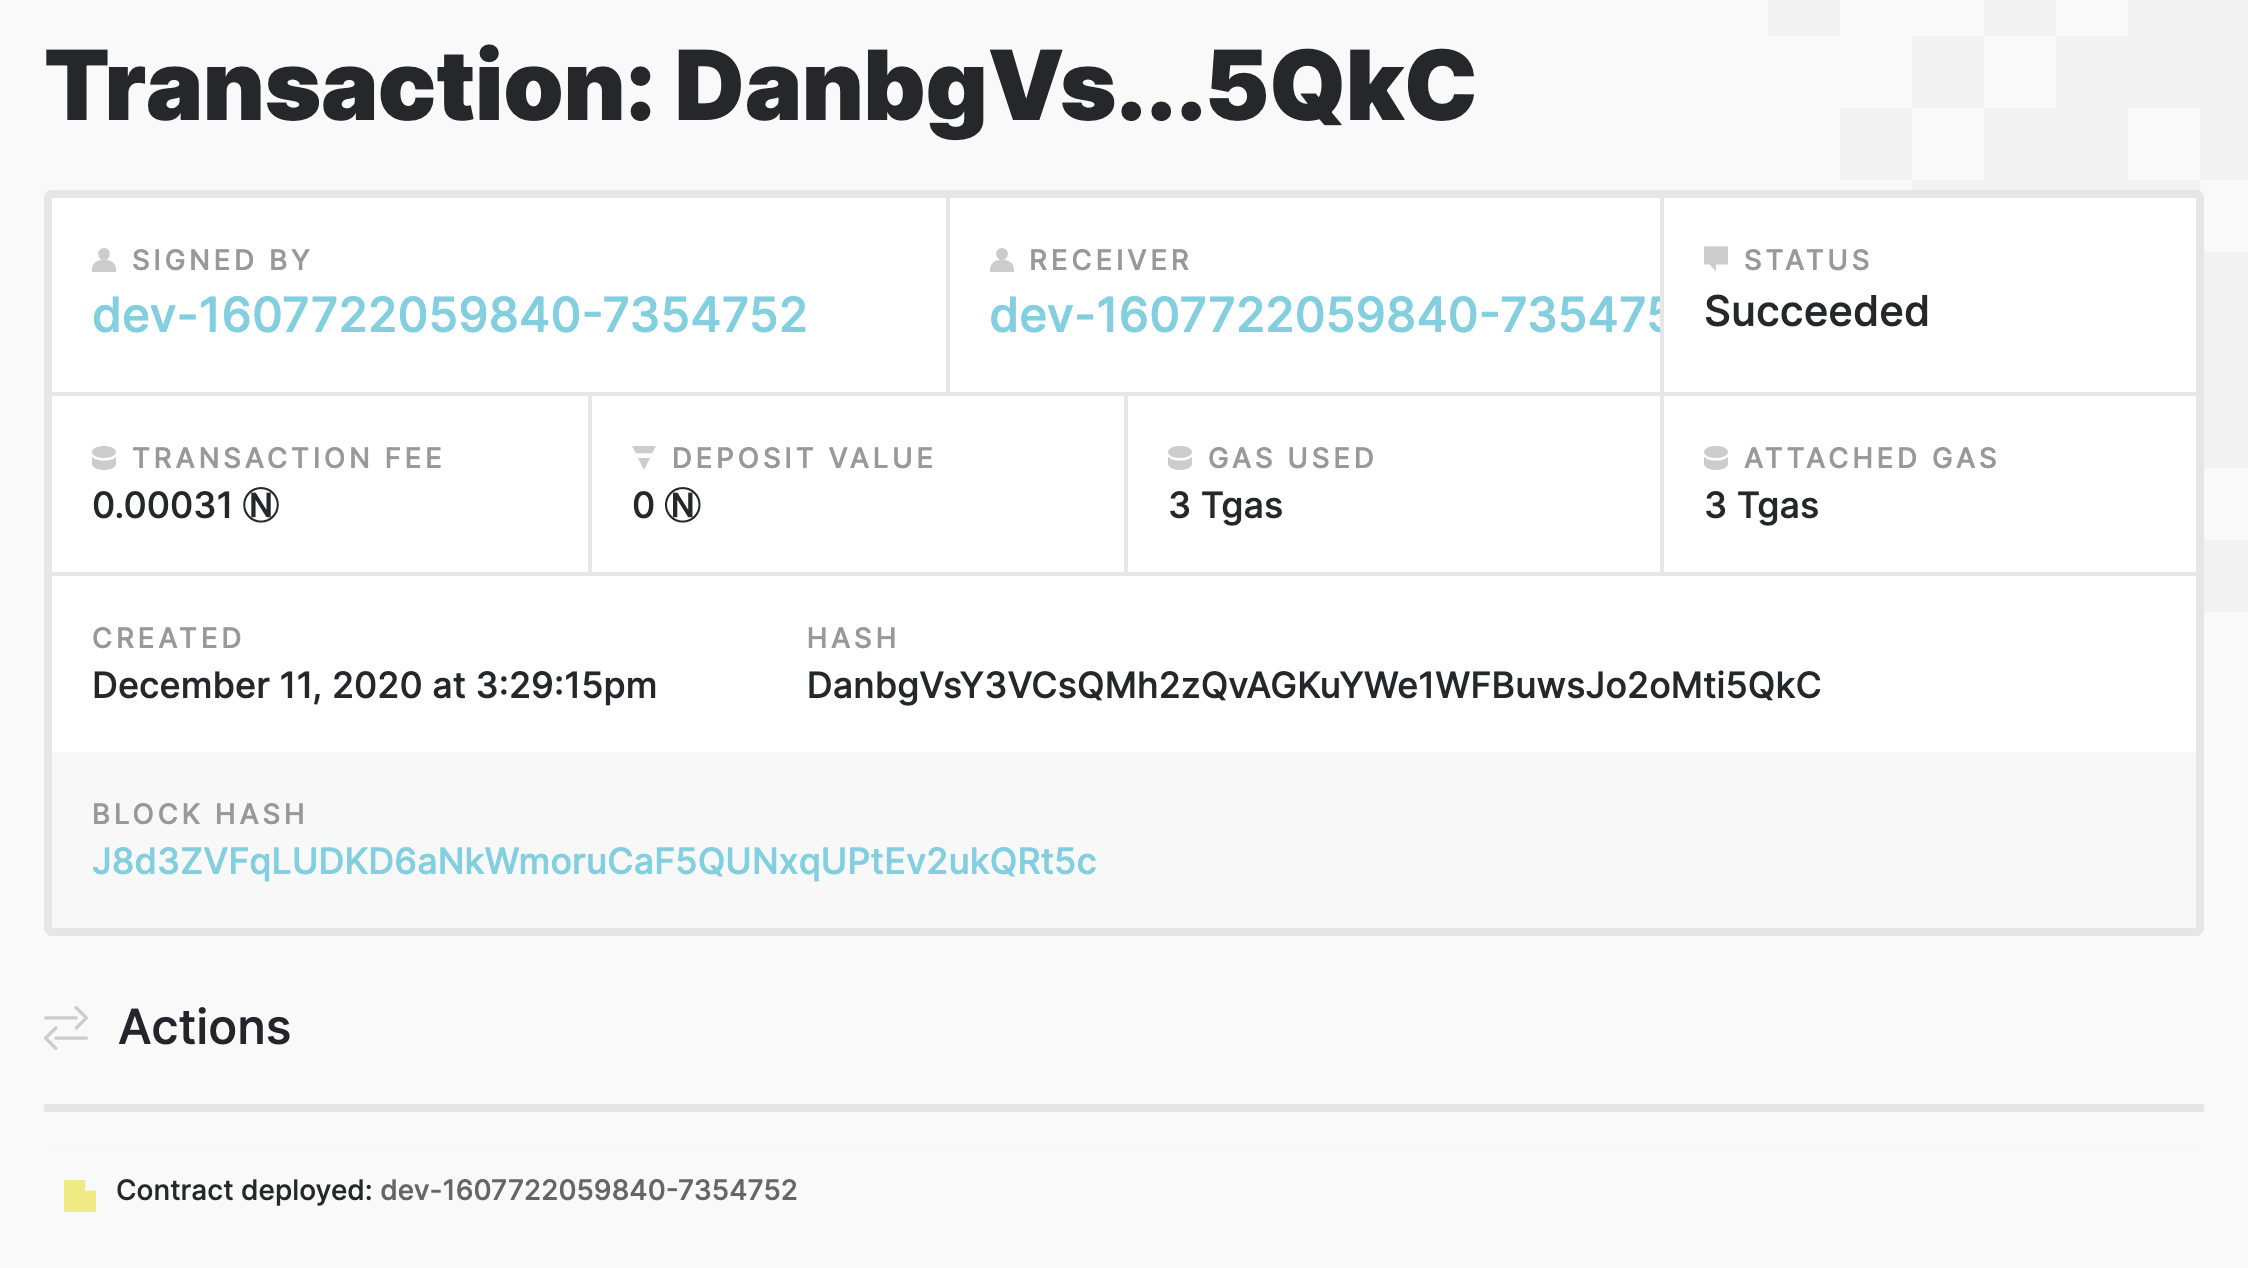 Transaction: DanbgVs...5QkC
SIGNED BY
dev-1607722059840-7354752
RECEIVER
dev-1607722059840-735475
STATUS
Succeeded
TRANSACTION FEE
0.00031 Ⓝ
DEPOSIT VALUE
0 Ⓝ
GAS USED
3 Tgas
ATTACHED GAS
3 Tgas
CREATED
December 11, 2020 at 3:29:15pm
HASH
DanbgVsY3VCsQMh2zQvAGKuYWe1WFBuwsJo2oMti5QkC
BLOCK HASH
J8d3ZVFqLUDKD6aNkWmoruCaF5QUNxqUPtEv2ukQRt5c
Actions
Contract deployed: dev-1607722059840-7354752